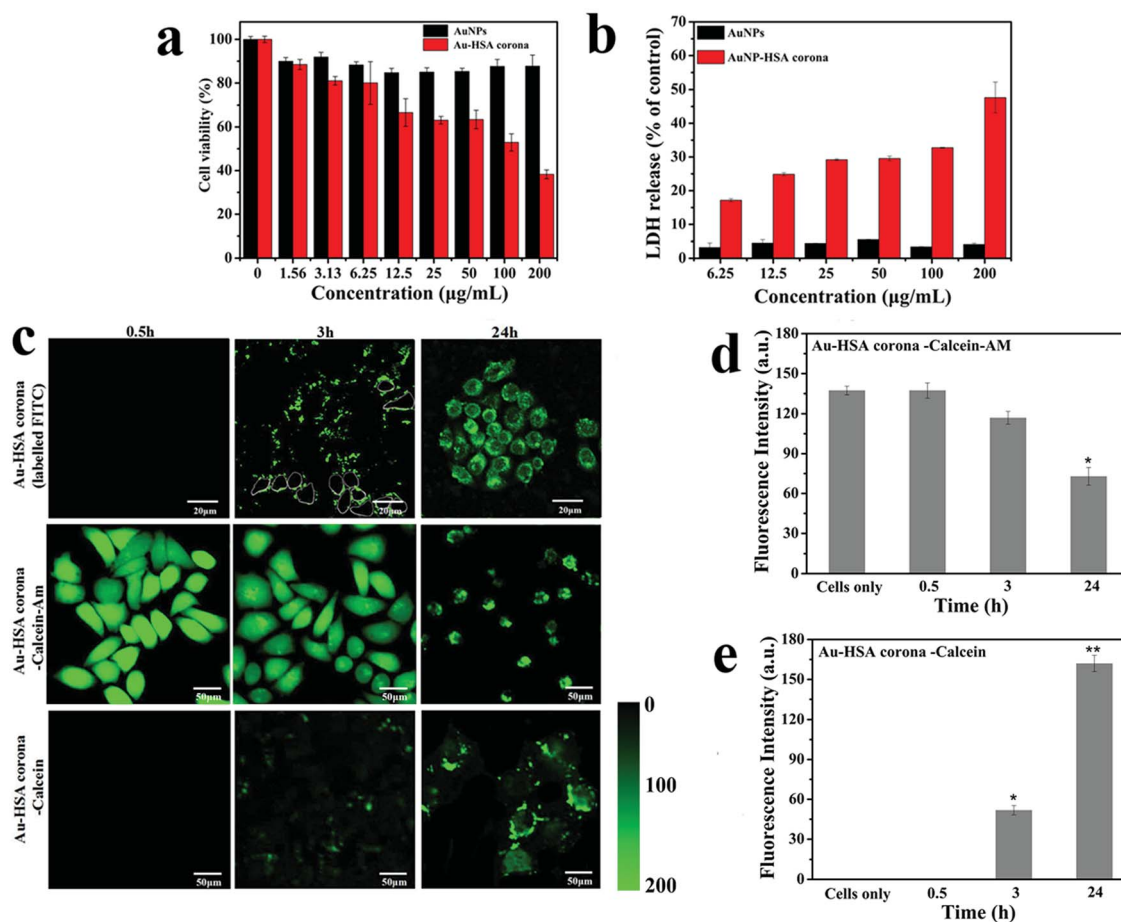 a
Cell viability (%)
100
80
60
40
20
0
AuNPs
Au-HSA corona
0 1.56 3.13 6.25 12.5 25 50 100 200
Concentration (µg/mL)
b
LDH release (% of control)
70
60
50
40
30
20
10
0
AuNPs
AuNP-HSA corona
6.25 12.5 25 50 100 200
Concentration (µg/mL)
c
0.5h 3h 24h
Au-HSA corona
(labelled FITC)
20µm 20µm 20µm
Au-HSA corona
-Calcein-Am
50µm 50µm 50µm
Au-HSA corona
-Calcein
50µm 50µm 50µm
0
100
200
d
Fluorescence Intensity (a.u.)
180
150
120
90
60
30
0
Au-HSA corona -Calcein-AM
*
Cells only 0.5 3 24
Time (h)
e
Fluorescence Intensity (a.u.)
180
150
120
90
60
30
0
Au-HSA corona -Calcein
*
**
Cells only 0.5 3 24
Time (h)